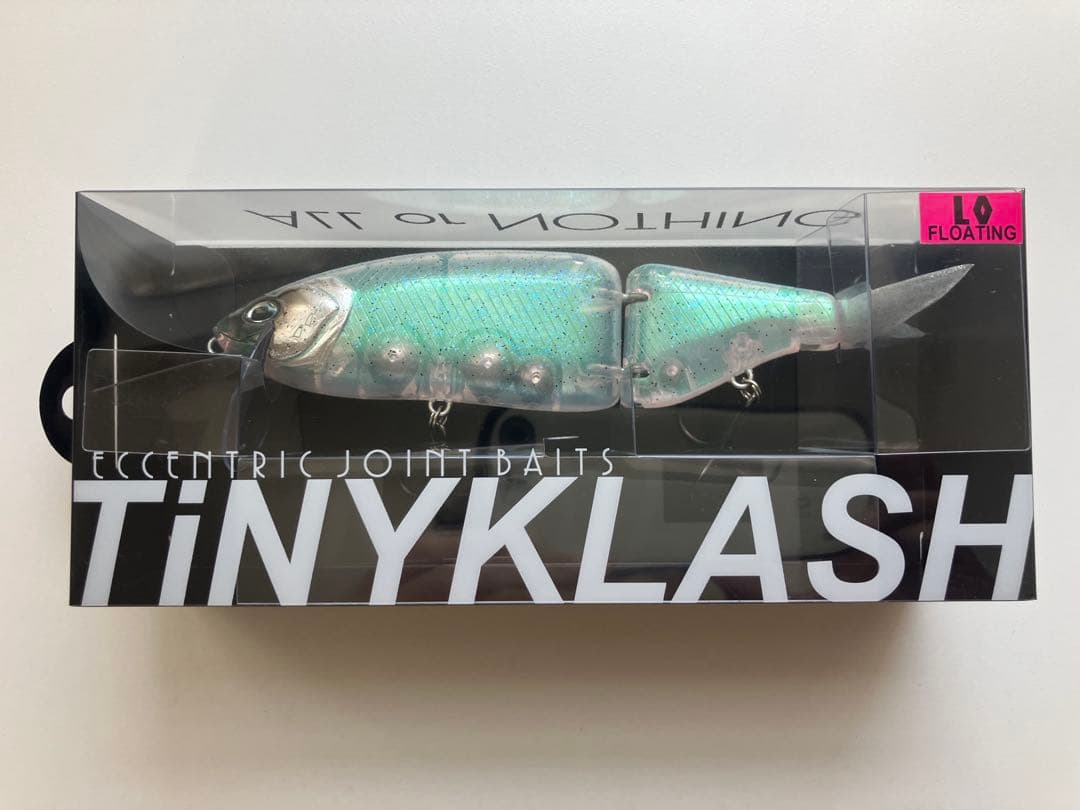 ALL or NOTHING
LO
FLOATING
ECCENTRIC JOINT BAITS
TiNYKLASH